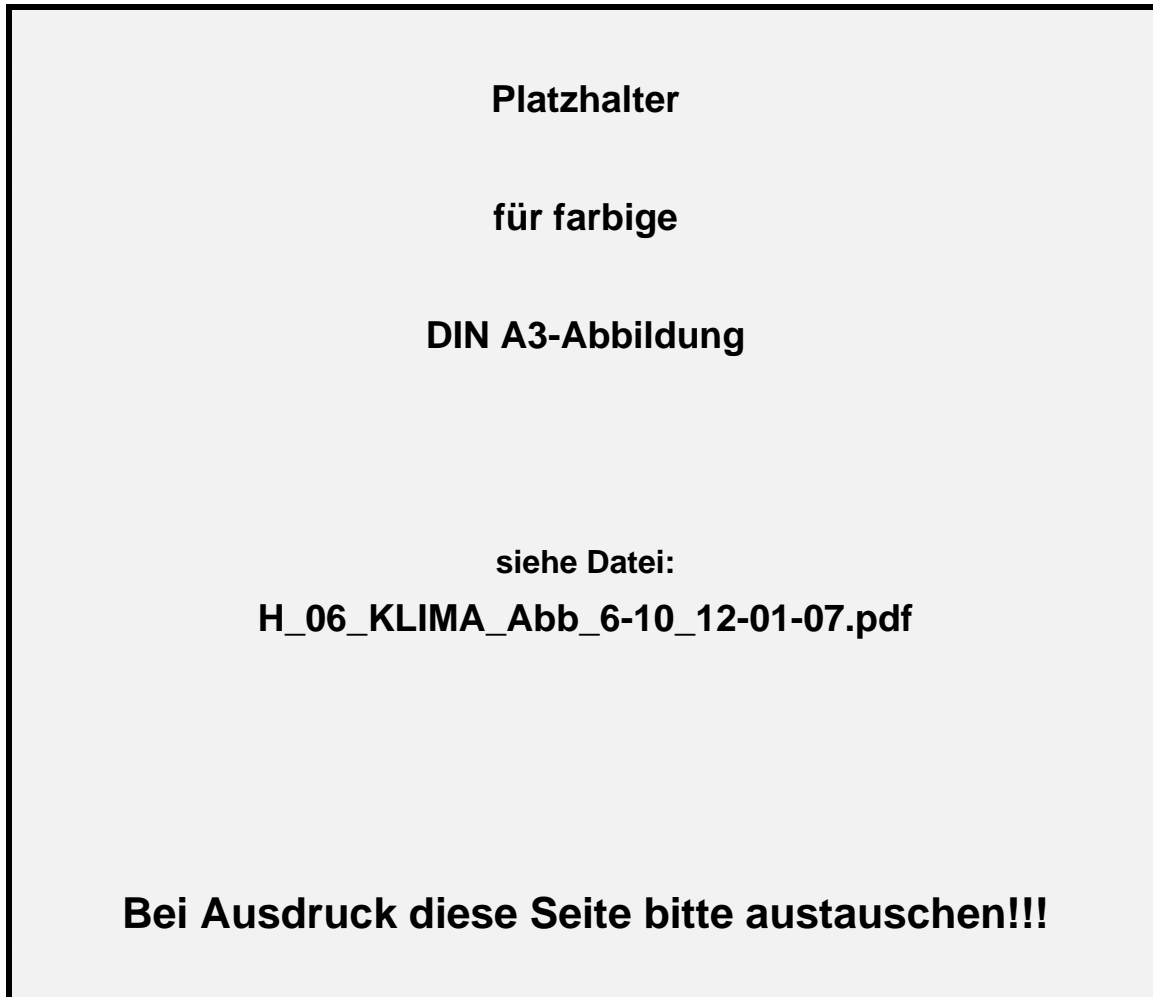 Platzhalter
für farbige
DIN A3-Abbildung
siehe Datei:
H_06_KLIMA_Abb_6-10_12-01-07.pdf
Bei Ausdruck diese Seite bitte austauschen!!!